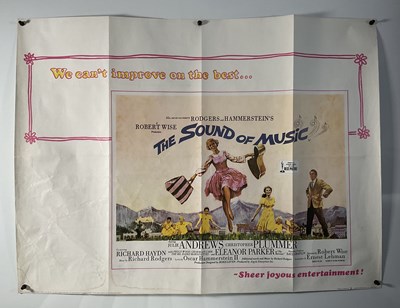 We can't improve on the best...
RODGERS and HAMMERSTEIN'S
ROBERT WISE
THE SOUND OF MUSIC
JULIE ANDREWS CHRISTOPHER PLUMMER
RICHARD HAYDN ELEANOR PARKER
Richard Rodgers Oscar Hammerstein II Robert Wise
Ernest Lehman
-Sheer joyous entertainment!